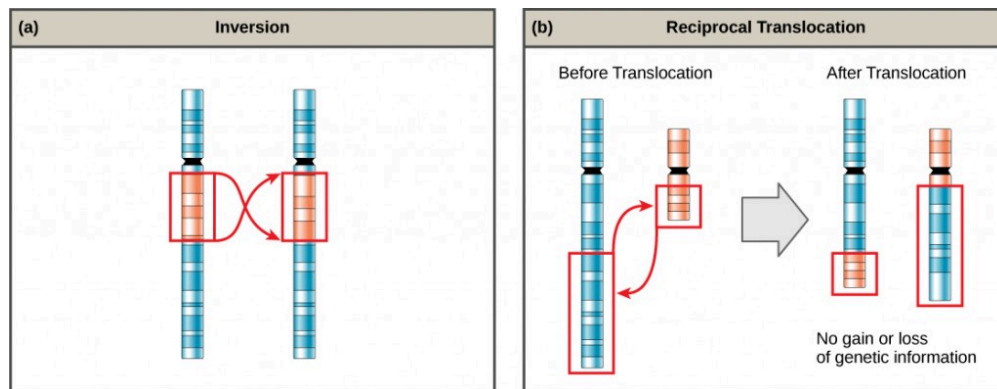 (a) Inversion
(b) Reciprocal Translocation
Before Translocation
After Translocation
No gain or loss
of genetic information